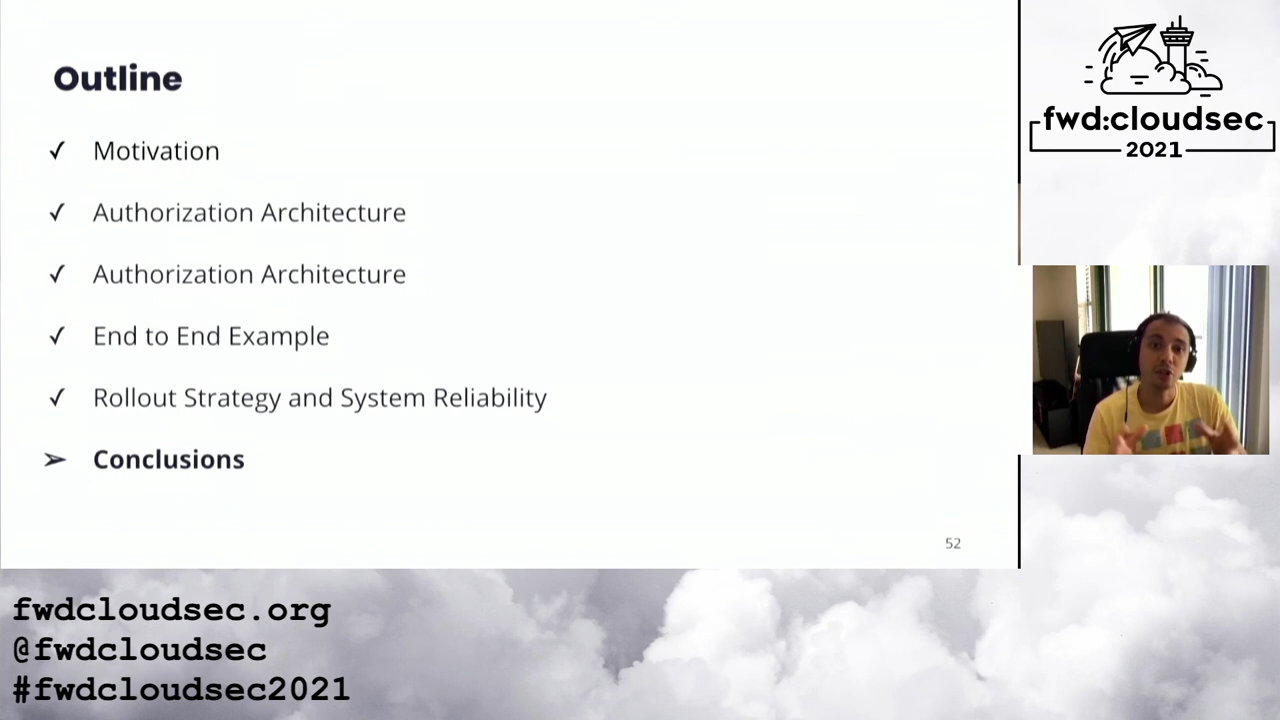 Outline
✓ Motivation
✓ Authorization Architecture
✓ Authorization Architecture
✓ End to End Example
✓ Rollout Strategy and System Reliability
➢ Conclusions
52
fwd:cloudsec
2021
fwdcloudsec.org
@fwdcloudsec
#fwdcloudsec2021